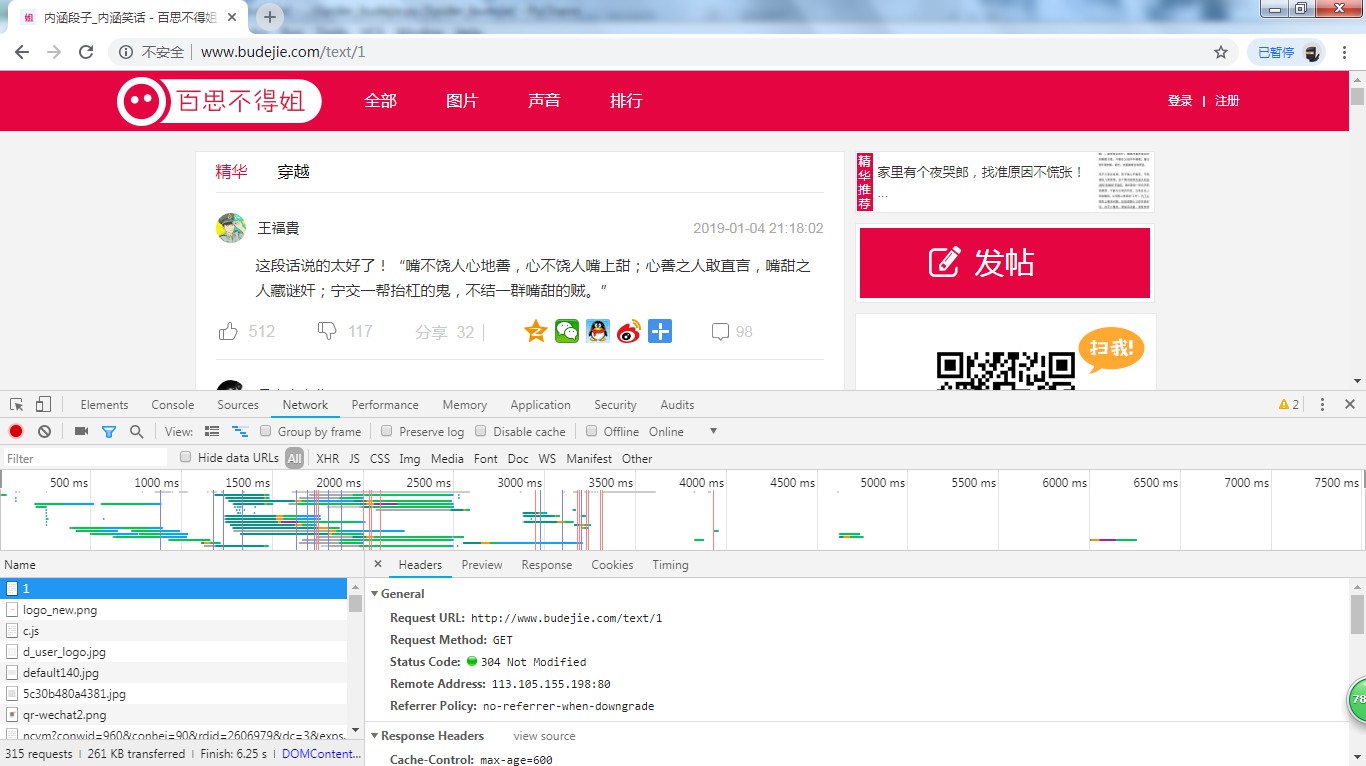 内涵段子_内涵笑话 - 百思不得姐
不安全 | www.budejie.com/text/1
已暂停
百思不得姐 全部 图片 声音 排行 登录 | 注册
精华 穿越
王福貴 2019-01-04 21:18:02
这段话说的太好了！“嘴不饶人心地善，心不饶人嘴上甜；心善之人敢直言，嘴甜之
人藏谜奸；宁交一帮抬杠的鬼，不结一群嘴甜的贼。”
512 117 分享 32 98
精华推荐
家里有个夜哭郎，找准原因不慌张！
...
发帖
扫我!
Elements Console Sources Network Performance Memory Application Security Audits 2
View: Group by frame Preserve log Disable cache Offline Online
Filter Hide data URLs All XHR JS CSS Img Media Font Doc WS Manifest Other
500 ms 1000 ms 1500 ms 2000 ms 2500 ms 3000 ms 3500 ms 4000 ms 4500 ms 5000 ms 5500 ms 6000 ms 6500 ms 7000 ms 7500 ms
Name
1
logo_new.png
c.js
d_user_logo.jpg
default140.jpg
5c30b480a4381.jpg
qr-wechat2.png
ncym?conwid=960&conhei=90&rdid=2606979&dc=3&exps.
315 requests | 261 KB transferred | Finish: 6.25 s | DOMContent...
Headers Preview Response Cookies Timing
General
Request URL: http://www.budejie.com/text/1
Request Method: GET
Status Code: 304 Not Modified
Remote Address: 113.105.155.198:80
Referrer Policy: no-referrer-when-downgrade
Response Headers view source
Cache-Control: max-age=600
78